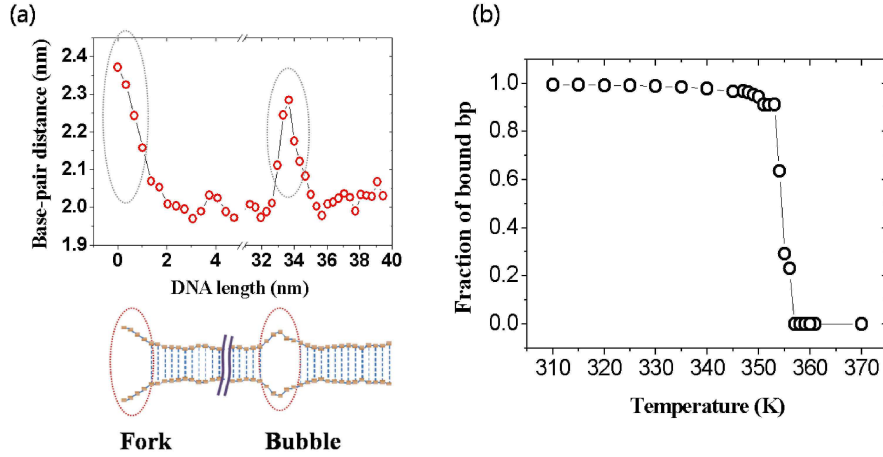 (a)
2.4
2.3
2.2
2.1
2.0
1.9
Base-pair distance (nm)
0 2 4 32 34 36 38 40
DNA length (nm)
Fork Bubble
(b)
1.0
0.8
0.6
0.4
0.2
0.0
Fraction of bound bp
310 320 330 340 350 360 370
Temperature (K)